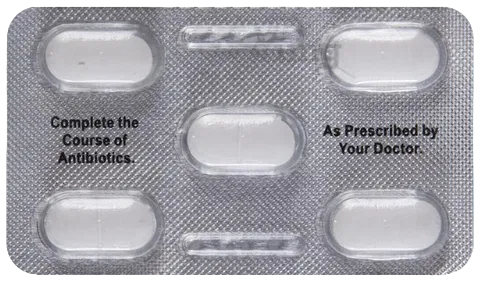 Complete the
Course of
Antibiotics.
As Prescribed by
Your Doctor.